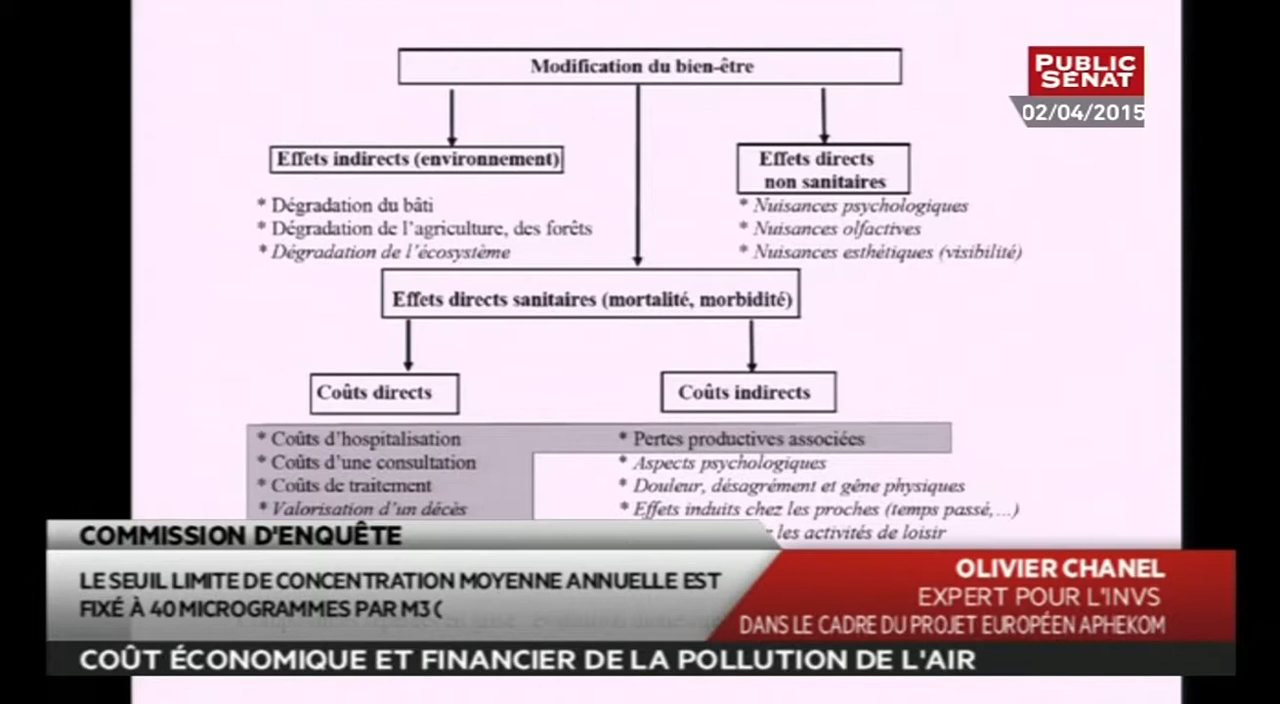 PUBLIC
SÉNAT
02/04/2015
Modification du bien-être
Effets indirects (environnement)
* Dégradation du bâti
* Dégradation de l'agriculture, des forêts
* Dégradation de l'écosystème
Effets directs
non sanitaires
* Nuisances psychologiques
* Nuisances olfactives
* Nuisances esthétiques (visibilité)
Effets directs sanitaires (mortalité, morbidité)
Coûts directs
* Coûts d'hospitalisation
* Coûts d'une consultation
* Coûts de traitement
* Valorisation d'un décès
Coûts indirects
* Pertes productives associées
* Aspects psychologiques
* Douleur, désagrément et gêne physiques
* Effets induits chez les proches (temps passé,...)
les activités de loisir
COMMISSION D'ENQUÊTE
LE SEUIL LIMITE DE CONCENTRATION MOYENNE ANNUELLE EST
FIXÉ À 40 MICROGRAMMES PAR M3 (
OLIVIER CHANEL
EXPERT POUR L'INVS
DANS LE CADRE DU PROJET EUROPÉEN APHEKOM
COÛT ÉCONOMIQUE ET FINANCIER DE LA POLLUTION DE L'AIR